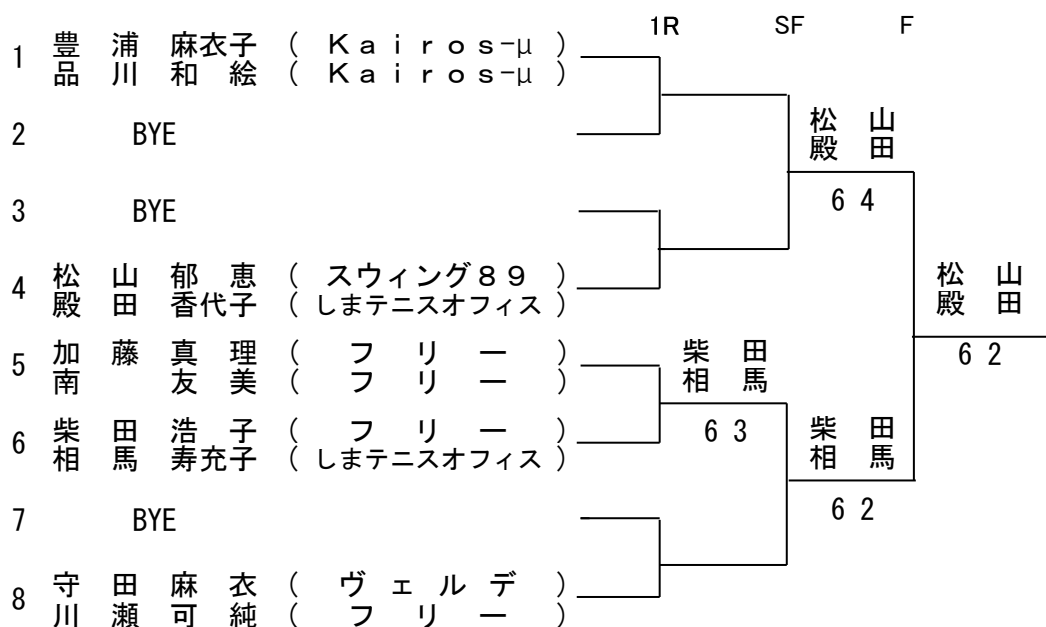 1R SF F
1 豊 浦 麻衣子 ( Kairos-μ )
品 川 和 絵 ( Kairos-μ )
2 BYE
松 山
殿 田
6 4
3 BYE
4 松 山 郁 恵 ( スウィング89 )
殿 田 香代子 ( しまテニスオフィス )
松 山
殿 田
6 2
5 加 藤 真 理 ( フ リ ー )
南 友 美 ( フ リ ー )
柴 田
相 馬
6 3
6 柴 田 浩 子 ( フ リ ー )
相 馬 寿充子 ( しまテニスオフィス )
柴 田
相 馬
6 2
7 BYE
8 守 田 麻 衣 ( ヴ ェ ル デ )
川 瀬 可 純 ( フ リ ー )